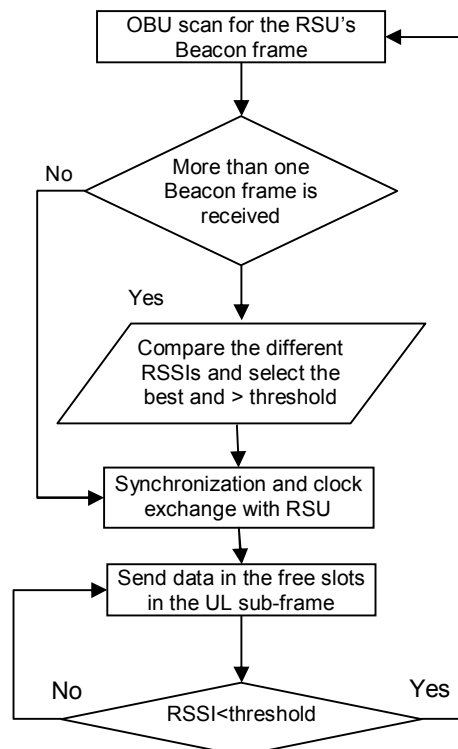 OBU scan for the RSU's
Beacon frame
No
More than one
Beacon frame is
received
Yes
Compare the different
RSSIs and select the
best and > threshold
Synchronization and clock
exchange with RSU
Send data in the free slots
in the UL sub-frame
No
RSSI<threshold
Yes